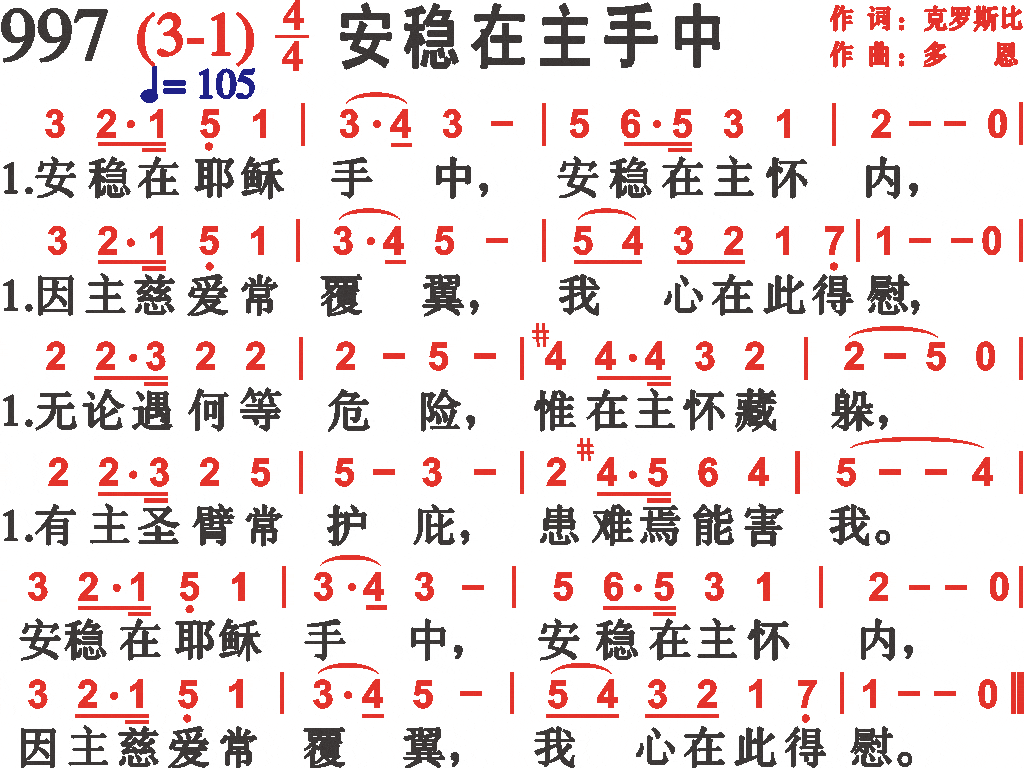 997 (3-1) 4/4 安稳在主手中 作 词：克罗斯比
♩= 105 作 曲：多 恩
3 2·1 5 1 | 3·4 3 – | 5 6·5 3 1 | 2 – – 0 |
1.安稳在耶稣 手 中， 安稳在主怀 内，
3 2·1 5 1 | 3·4 5 – | 5 4 3 2 1 7 | 1 – – 0 |
1.因主慈爱常 覆 翼， 我 心在此得慰，
2 2·3 2 2 | 2 – 5 – | #4 4·4 3 2 | 2 – 5 0 |
1.无论遇何等 危 险， 惟在主怀藏 躲，
2 2·3 2 5 | 5 – 3 – | 2 #4·5 6 4 | 5 – – 4 |
1.有主圣臂常 护 庇， 患难焉能害 我。
3 2·1 5 1 | 3·4 3 – | 5 6·5 3 1 | 2 – – 0 |
安稳在耶稣 手 中， 安稳在主怀 内，
3 2·1 5 1 | 3·4 5 – | 5 4 3 2 1 7 | 1 – – 0
因主慈爱常 覆 翼， 我 心在此得慰。